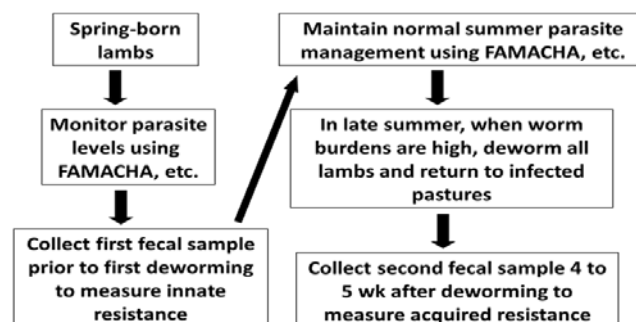 Spring-born
lambs
Monitor parasite
levels using
FAMACHA, etc.
Collect first fecal sample
prior to first deworming
to measure innate
resistance
Maintain normal summer parasite
management using FAMACHA, etc.
In late summer, when worm
burdens are high, deworm all
lambs and return to infected
pastures
Collect second fecal sample 4 to
5 wk after deworming to
measure acquired resistance